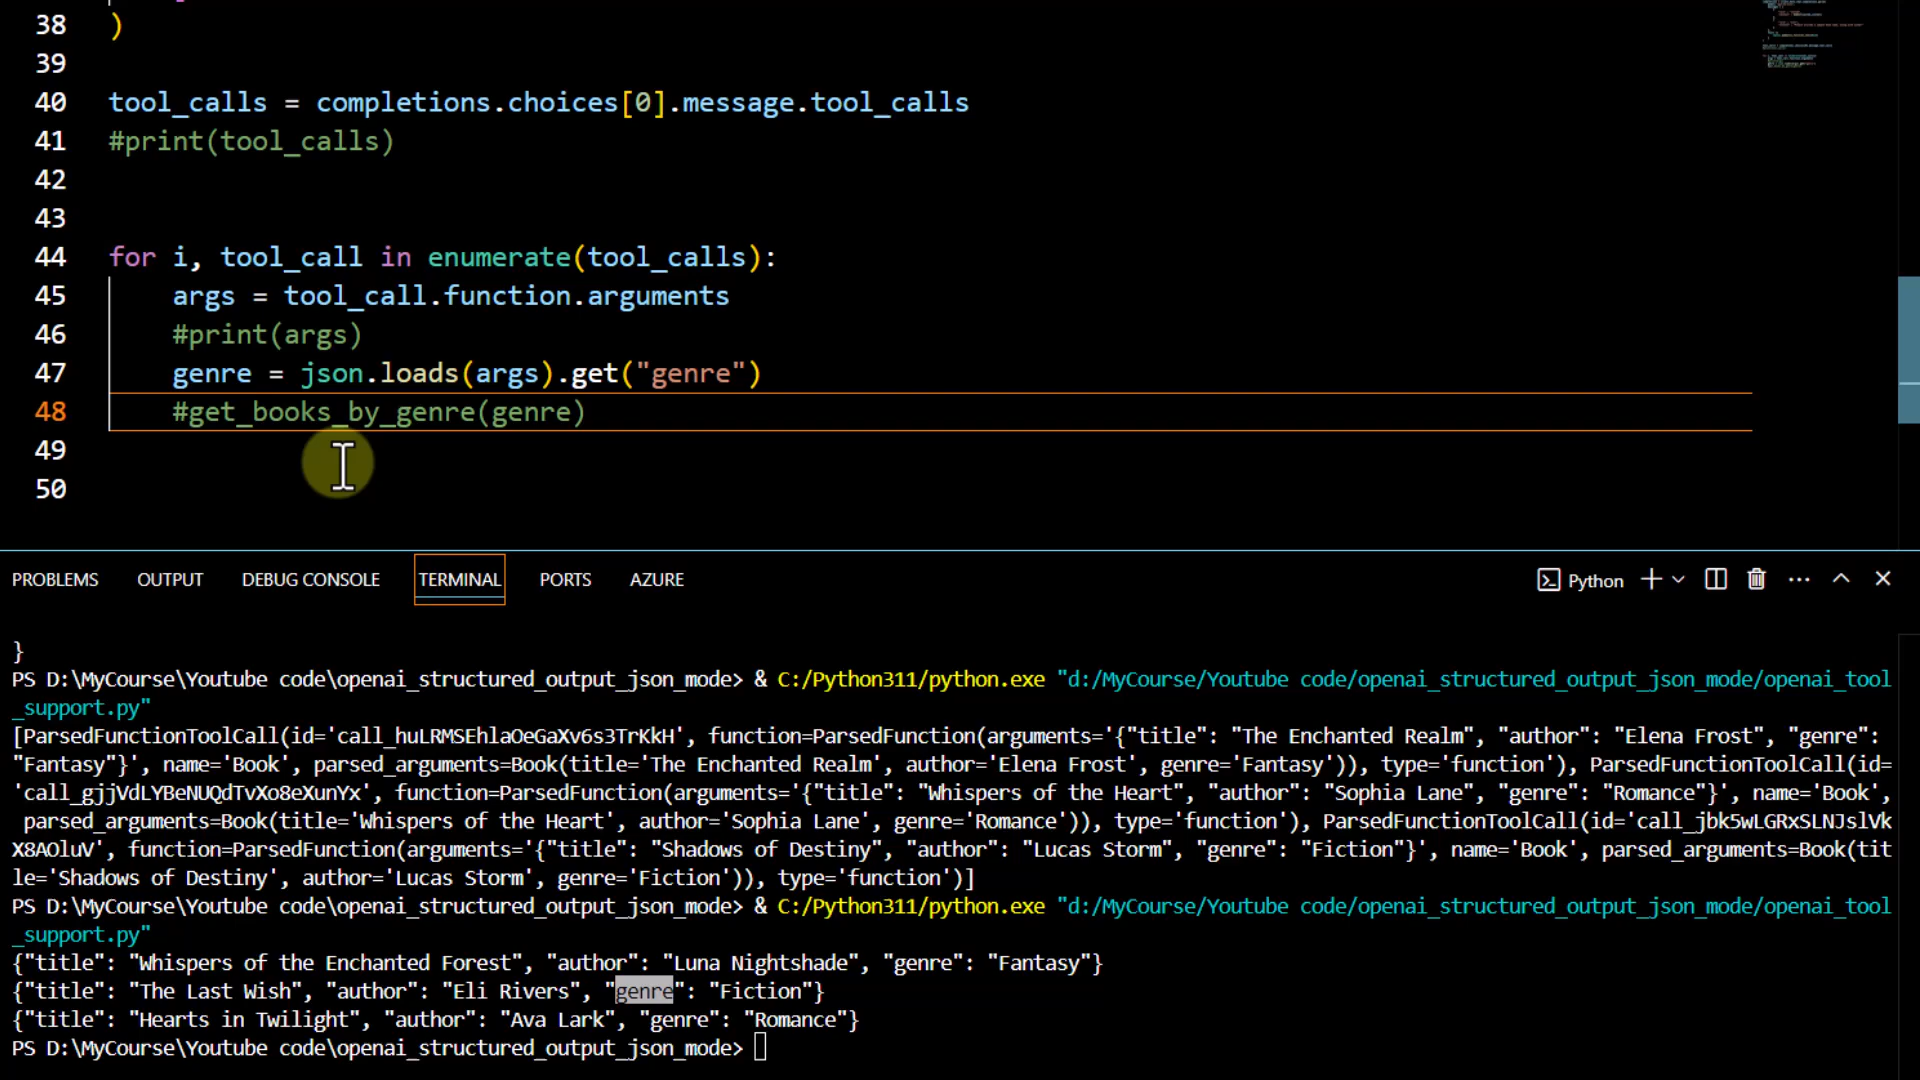 38 )
39
40 tool_calls = completions.choices[0].message.tool_calls
41 #print(tool_calls)
42
43
44 for i, tool_call in enumerate(tool_calls):
45 args = tool_call.function.arguments
46 #print(args)
47 genre = json.loads(args).get("genre")
48 #get_books_by_genre(genre)
49
50
PROBLEMS OUTPUT DEBUG CONSOLE TERMINAL PORTS AZURE Python
}
PS D:\MyCourse\Youtube code\openai_structured_output_json_mode> & C:/Python311/python.exe "d:/MyCourse/Youtube code/openai_structured_output_json_mode/openai_tool
_support.py"
[ParsedFunctionToolCall(id='call_huLRMSEhlaOeGaXv6s3TrKkH', function=ParsedFunction(arguments='{"title": "The Enchanted Realm", "author": "Elena Frost", "genre":
"Fantasy"}', name='Book', parsed_arguments=Book(title='The Enchanted Realm', author='Elena Frost', genre='Fantasy')), type='function'), ParsedFunctionToolCall(id=
'call_gjjVdLYBeNUQdTvXo8eXunYx', function=ParsedFunction(arguments='{"title": "Whispers of the Heart", "author": "Sophia Lane", "genre": "Romance"}', name='Book',
parsed_arguments=Book(title='Whispers of the Heart', author='Sophia Lane', genre='Romance')), type='function'), ParsedFunctionToolCall(id='call_jbk5wLGRxSLNJslVk
X8AOluV', function=ParsedFunction(arguments='{"title": "Shadows of Destiny", "author": "Lucas Storm", "genre": "Fiction"}', name='Book', parsed_arguments=Book(tit
le='Shadows of Destiny', author='Lucas Storm', genre='Fiction')), type='function')]
PS D:\MyCourse\Youtube code\openai_structured_output_json_mode> & C:/Python311/python.exe "d:/MyCourse/Youtube code/openai_structured_output_json_mode/openai_tool
_support.py"
{"title": "Whispers of the Enchanted Forest", "author": "Luna Nightshade", "genre": "Fantasy"}
{"title": "The Last Wish", "author": "Eli Rivers", "genre": "Fiction"}
{"title": "Hearts in Twilight", "author": "Ava Lark", "genre": "Romance"}
PS D:\MyCourse\Youtube code\openai_structured_output_json_mode>